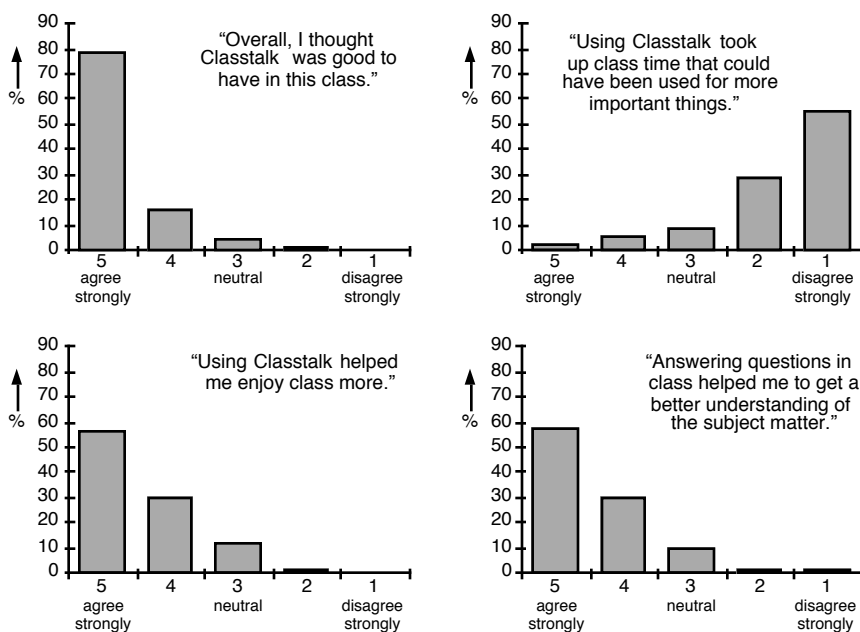 “Overall, I thought
Classtalk was good to
have in this class.”
90
80
70
60
50
40
30
20
10
0
%
5 4 3 2 1
agree neutral disagree
strongly strongly
“Using Classtalk took
up class time that could
have been used for more
important things.”
90
80
70
60
50
40
30
20
10
0
%
5 4 3 2 1
agree neutral disagree
strongly strongly
“Using Classtalk helped
me enjoy class more.”
90
80
70
60
50
40
30
20
10
0
%
5 4 3 2 1
agree neutral disagree
strongly strongly
“Answering questions in
class helped me to get a
better understanding of
the subject matter.”
90
80
70
60
50
40
30
20
10
0
%
5 4 3 2 1
agree neutral disagree
strongly strongly